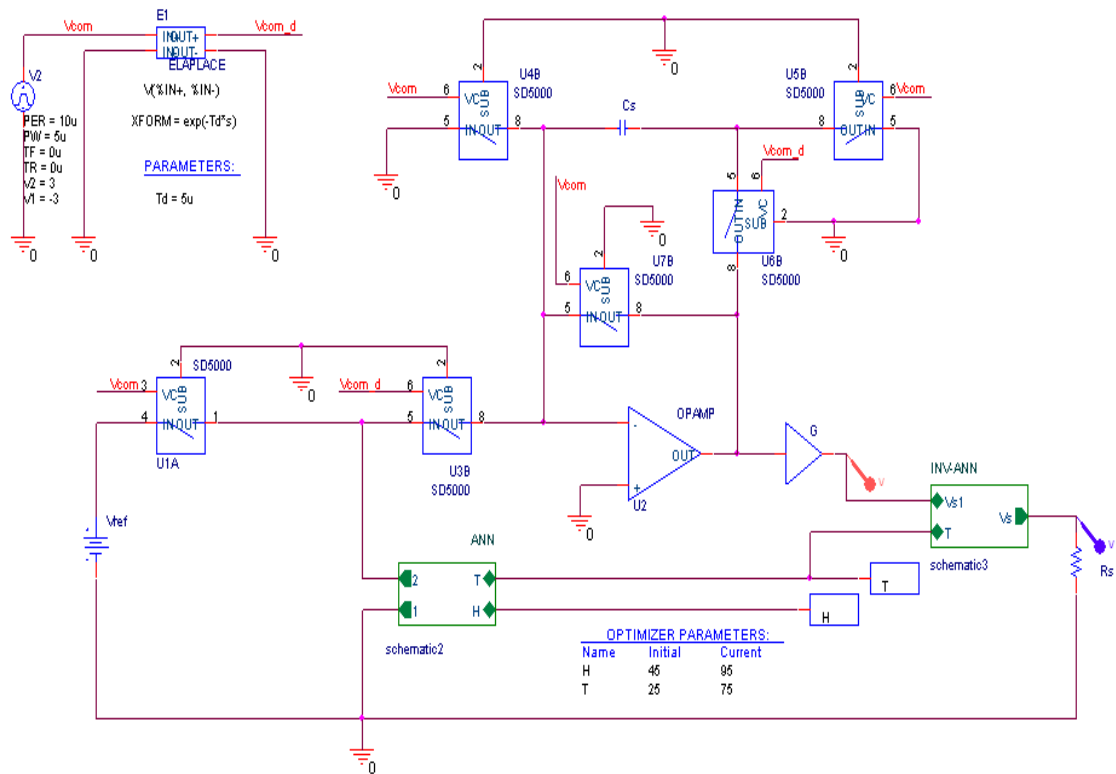 E1
Vcom
IN+ OUT+
IN- OUT-
Vcom_d
ELAPLACE
V2
V(%IN+, %IN-)
PER = 10u
PW = 5u
TF = 0u
TR = 0u
V2 = 3
V1 = -3
XFORM = exp(-Td*s)
PARAMETERS:
Td = 5u
0
0
0
U4B
SD5000
2
Vcom
6
VC
SUB
5
IN OUT
8
0
0
Cs
U5B
SD5000
2
SUB
VC
6
Vcom
8
OUT IN
5
Vcom_d
5
6
OUT IN
VC
SUB
2
0
8
U6B
SD5000
Vcom
2
0
U7B
SD5000
6
VC
SUB
5
IN OUT
8
SD5000
2
Vcom
3
VC
SUB
4
IN OUT
1
U1A
0
2
Vcom_d
6
VC
SUB
5
IN OUT
8
U3B
SD5000
OPAMP
-
OUT
+
U2
0
G
V
INV-ANN
Vs1
Vs
T
schematic3
V
Rs
Vref
ANN
2
T
1
H
schematic2
T
H
OPTIMIZER PARAMETERS:
Name Initial Current
H 45 95
T 25 75
0